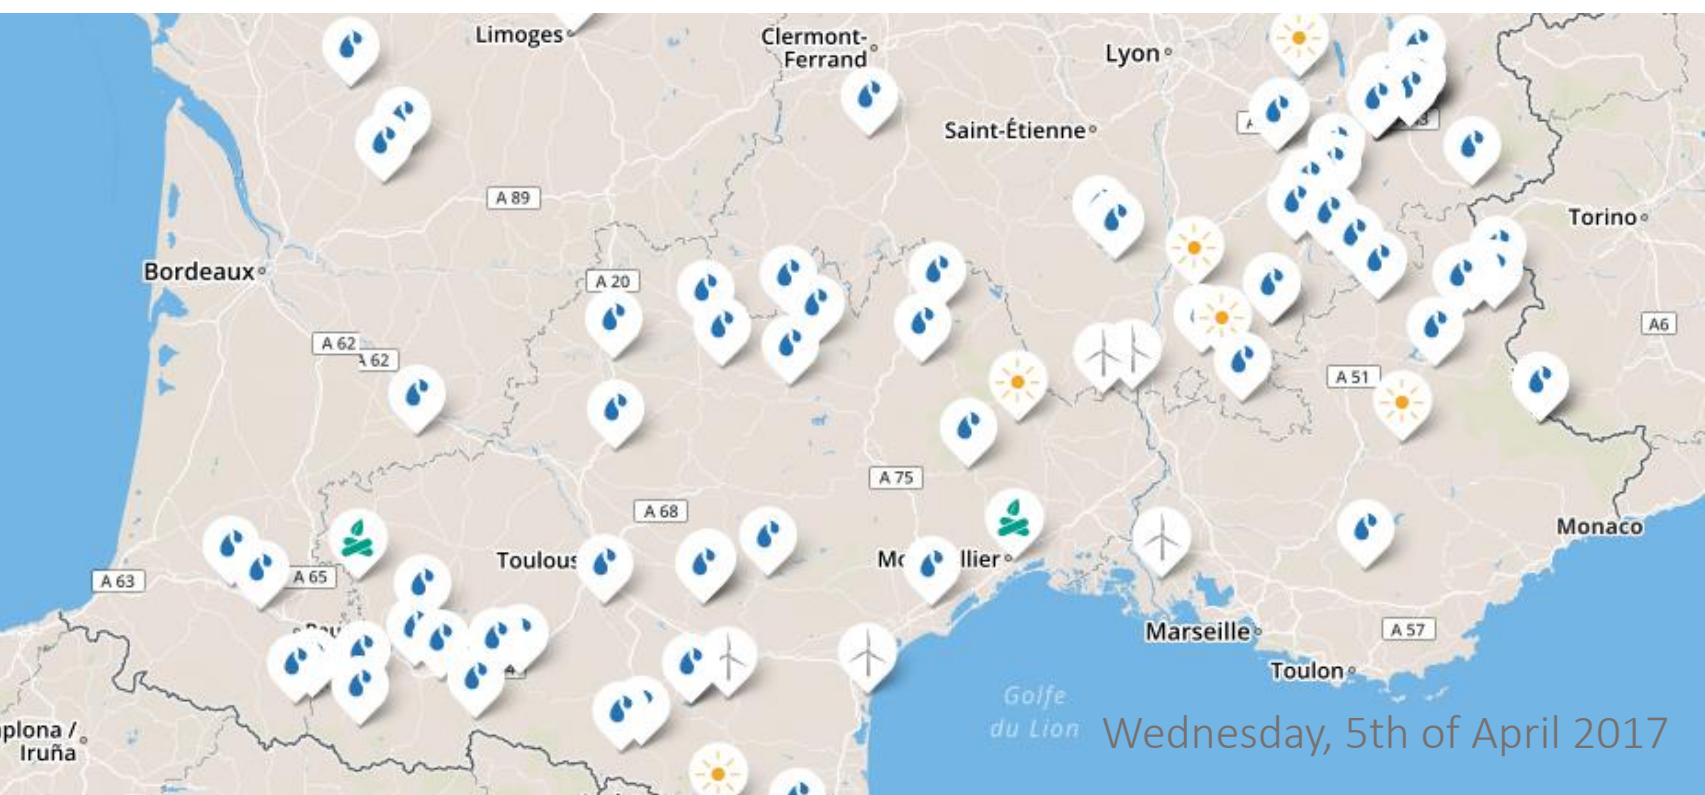 Limoges
Clermont-
Ferrand
Lyon
Saint-Étienne
A 89
Torino
Bordeaux
A 20
A 62
A 62
A6
A 51
A 75
A 68
Monaco
Toulous
A 63
A 65
Marseille
A 57
Toulon
Golfe
du Lion
Wednesday, 5th of April 2017
Iruña